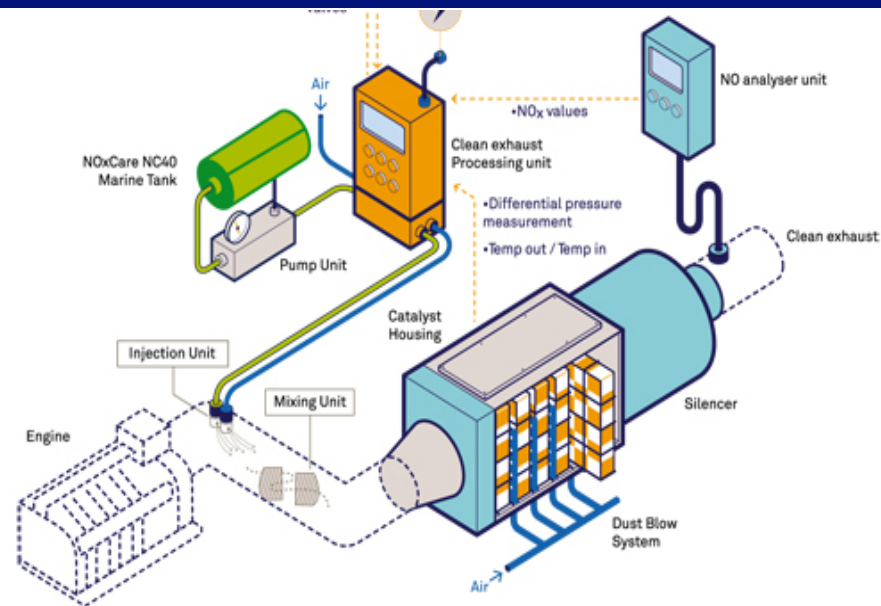 values
Air
NO analyser unit
•NOx values
Clean exhaust
Processing unit
NOxCare NC40
Marine Tank
•Differential pressure
measurement
•Temp out / Temp in
Clean exhaust
Pump Unit
Catalyst
Housing
Injection Unit
Mixing Unit
Silencer
Engine
Dust Blow
System
Air